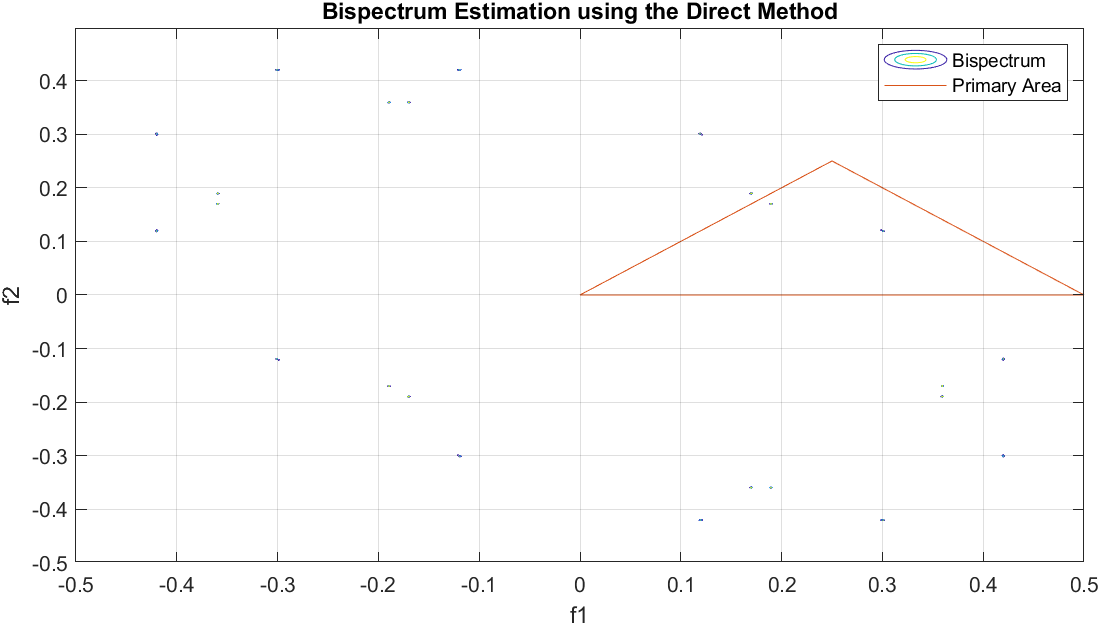 Bispectrum Estimation using the Direct Method
Bispectrum
Primary Area
0.4
0.3
0.2
0.1
0
-0.1
-0.2
-0.3
-0.4
-0.5
f2
-0.5 -0.4 -0.3 -0.2 -0.1 0 0.1 0.2 0.3 0.4 0.5
f1